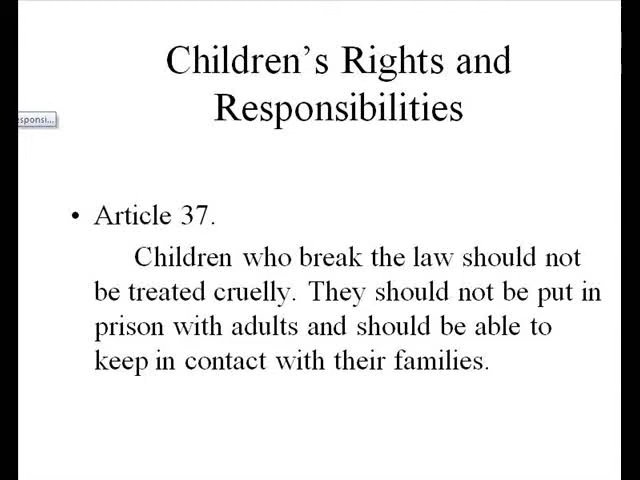 Children’s Rights and
Responsibilities
esponsi...
• Article 37.
Children who break the law should not
be treated cruelly. They should not be put in
prison with adults and should be able to
keep in contact with their families.